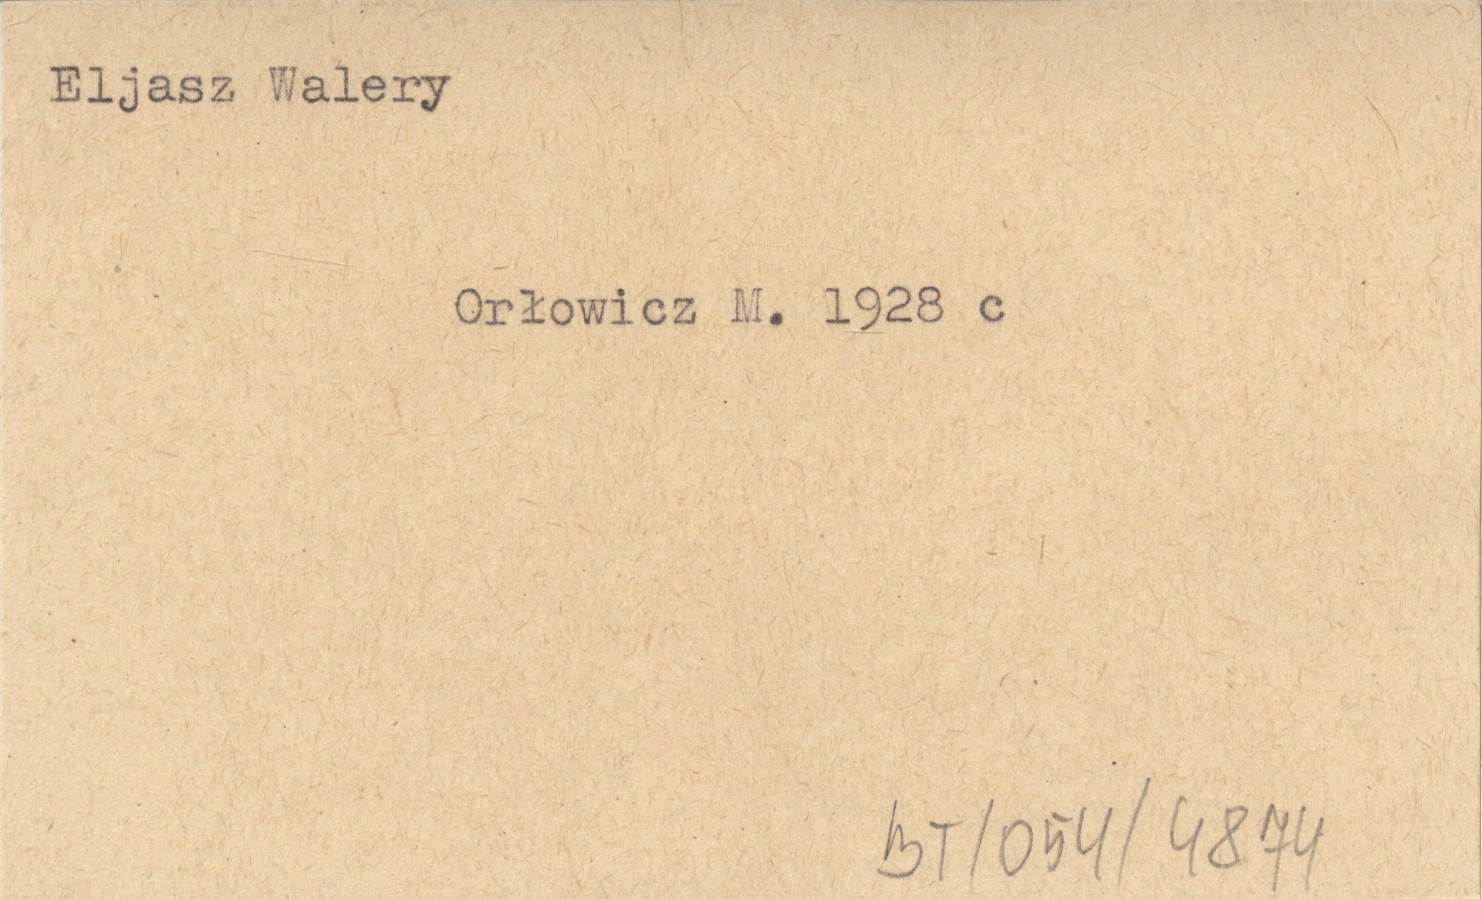 Eljasz Walery
Orłowicz M. 1928 c
BT/054/4874